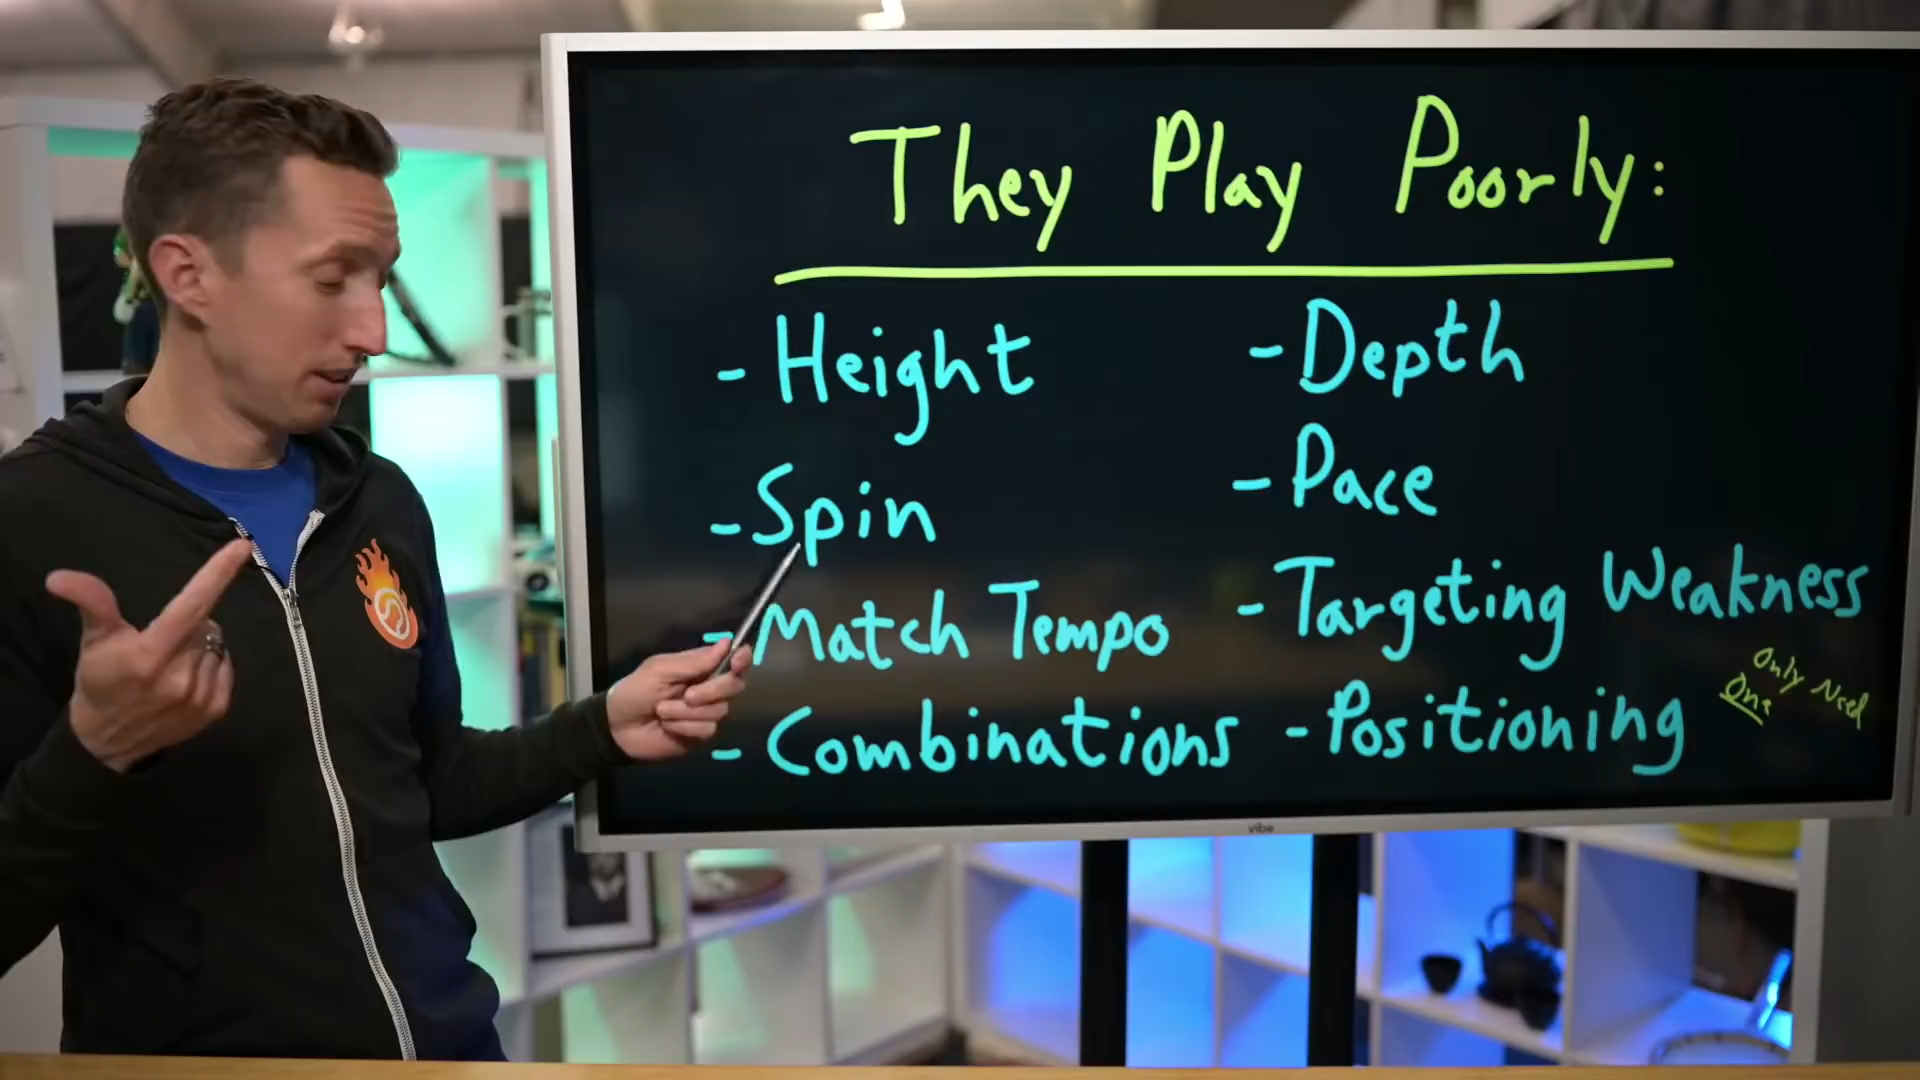 They Play Poorly:
- Height
- Depth
- Spin
- Pace
- Match Tempo
- Targeting Weakness
Only Need
One
- Combinations
- Positioning
vibe